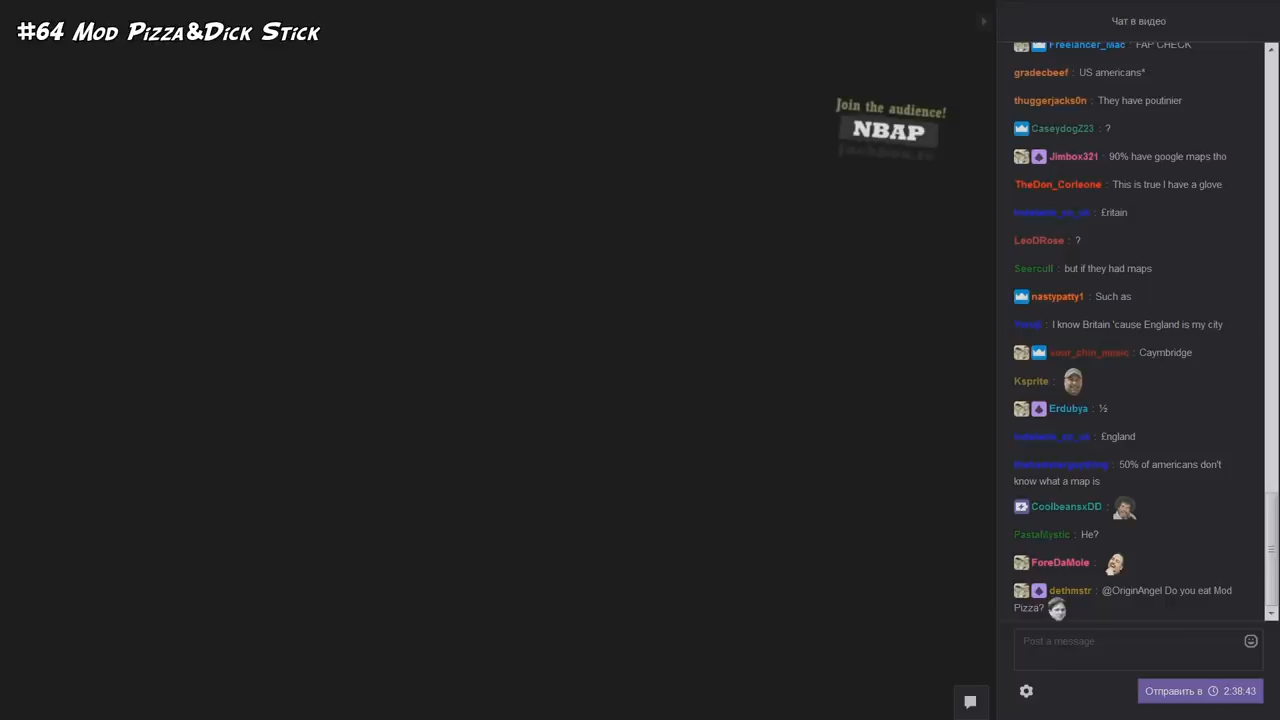 #64 Mod Pizza&Dick Stick
Join the audience!
NBAP
Чат в видео
Freelancer_Mac : FAP CHECK
gradecbeef : US americans*
thuggerjacks0n : They have poutinier
CaseydogZ23 : ?
Jimbox321 : 90% have google maps tho
TheDon_Corleone : This is true I have a glove
: £ritain
LeoDRose : ?
Seercull : but if they had maps
nastypatty1 : Such as
: I know Britain 'cause England is my city
sour_chin_music : Caymbridge
Ksprite :
Erdubya : ½
: £ngland
: 50% of americans don't
know what a map is
CoolbeansxDD :
PastaMystic : He?
ForeDaMole :
dethmstr : @OriginAngel Do you eat Mod
Pizza?
Post a message
Отправить в 2:38:43